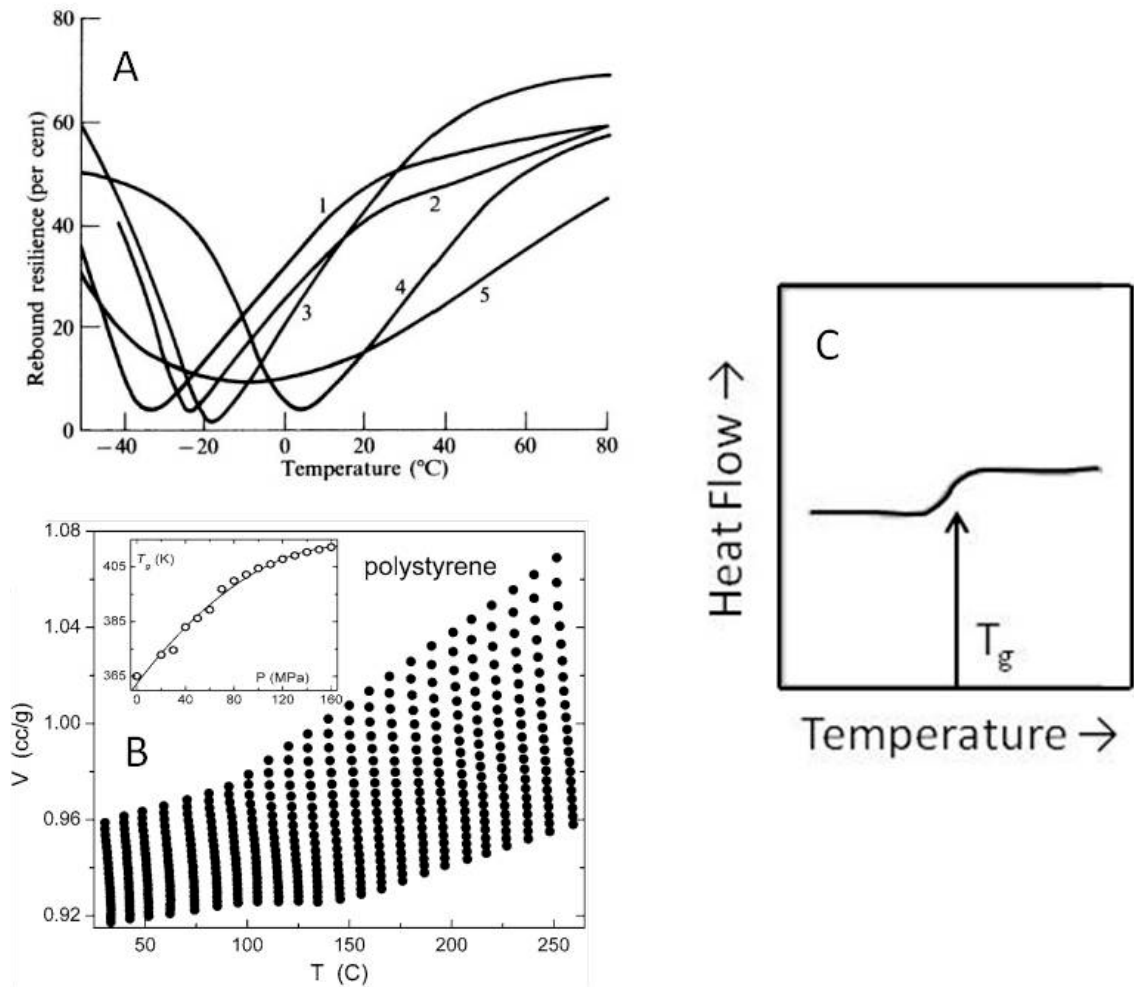 A
Rebound resilience (per cent)
80
60
40
20
0
1
2
3
4
5
−40
−20
0
20
40
60
80
Temperature (°C)
B
polystyrene
V (cc/g)
1.08
1.04
1.00
0.96
0.92
50
100
150
200
250
T (C)
Tg (K)
405
385
365
0
40
80
120
160
P (MPa)
C
Heat Flow →
Tg
Temperature →